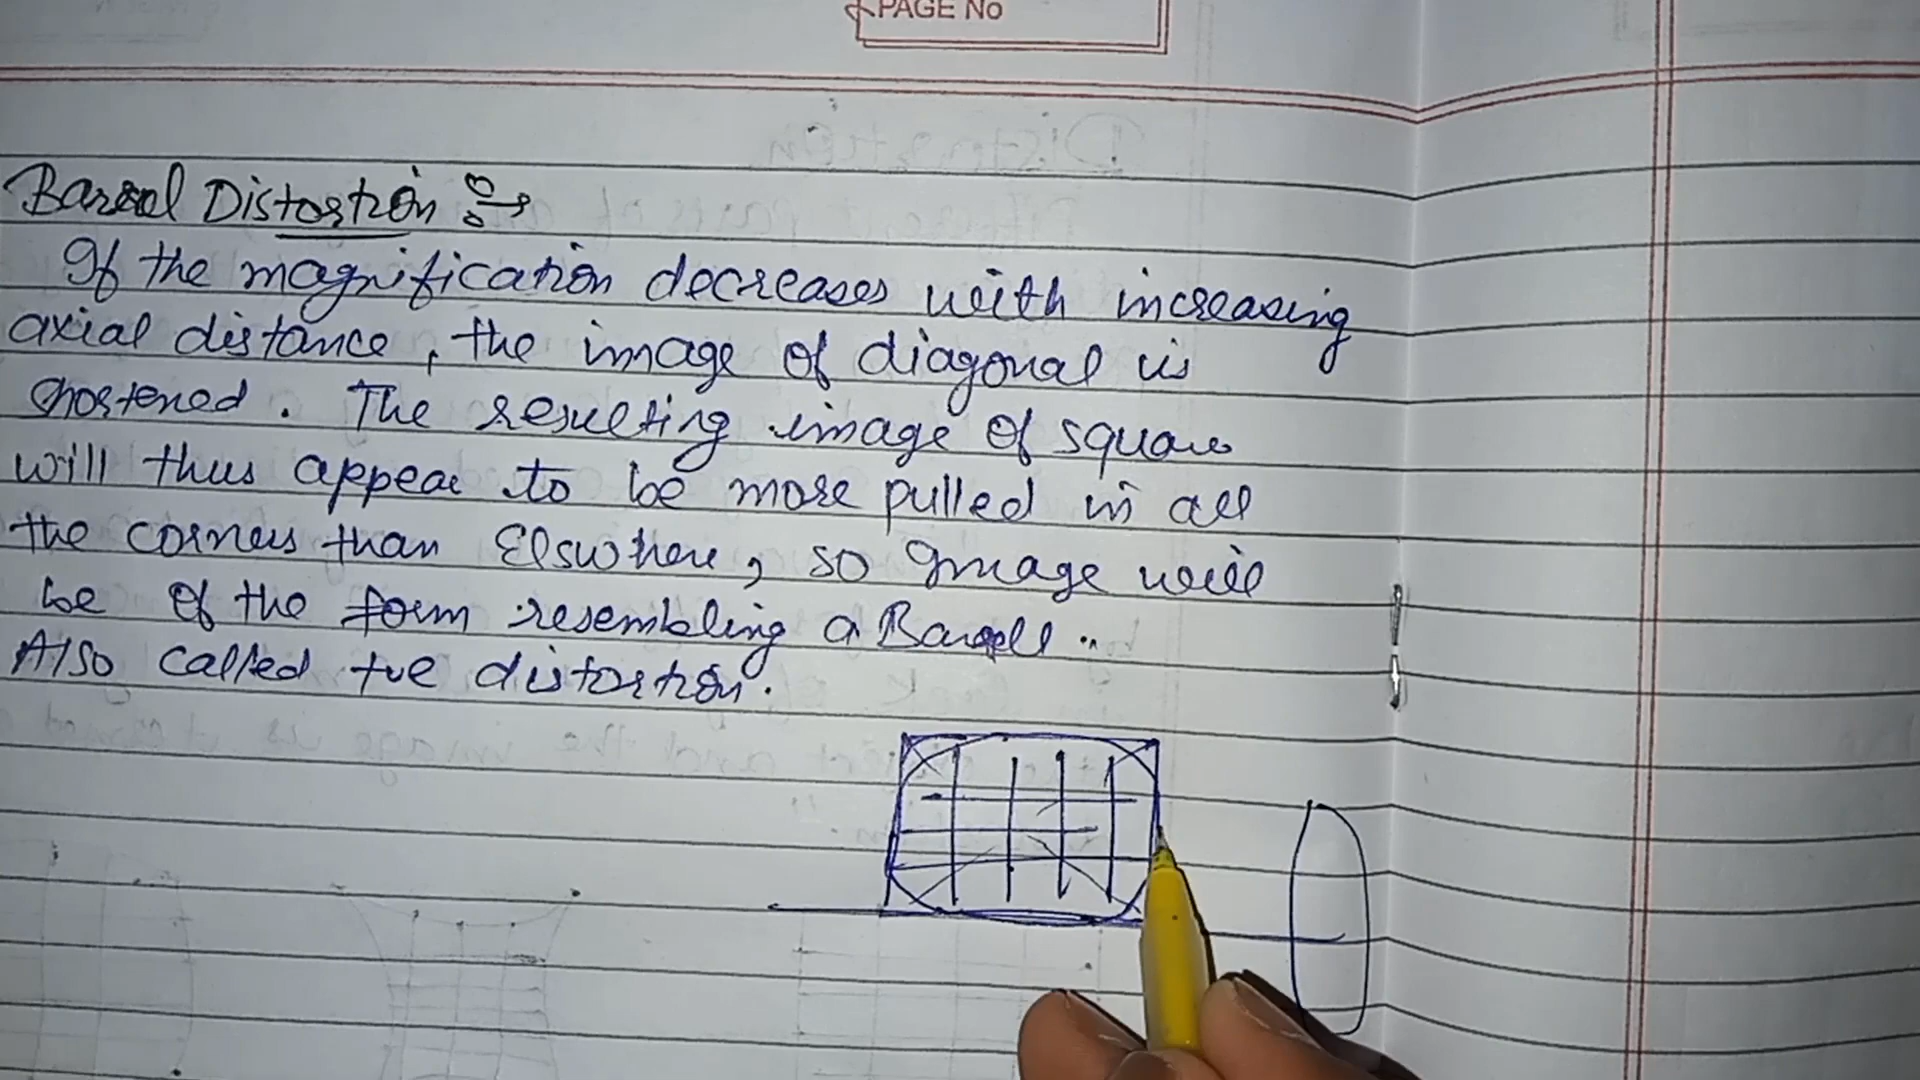 PAGE No
Barrel Distortion :→
If the magnification decreases with increasing
axial distance, the image of diagonal is
shortened. The resulting image of square
will thus appear to be more pulled in all
the corners than Elswhere, so Image will
be of the form resembling a Barrell.
Also called +ve distortion.